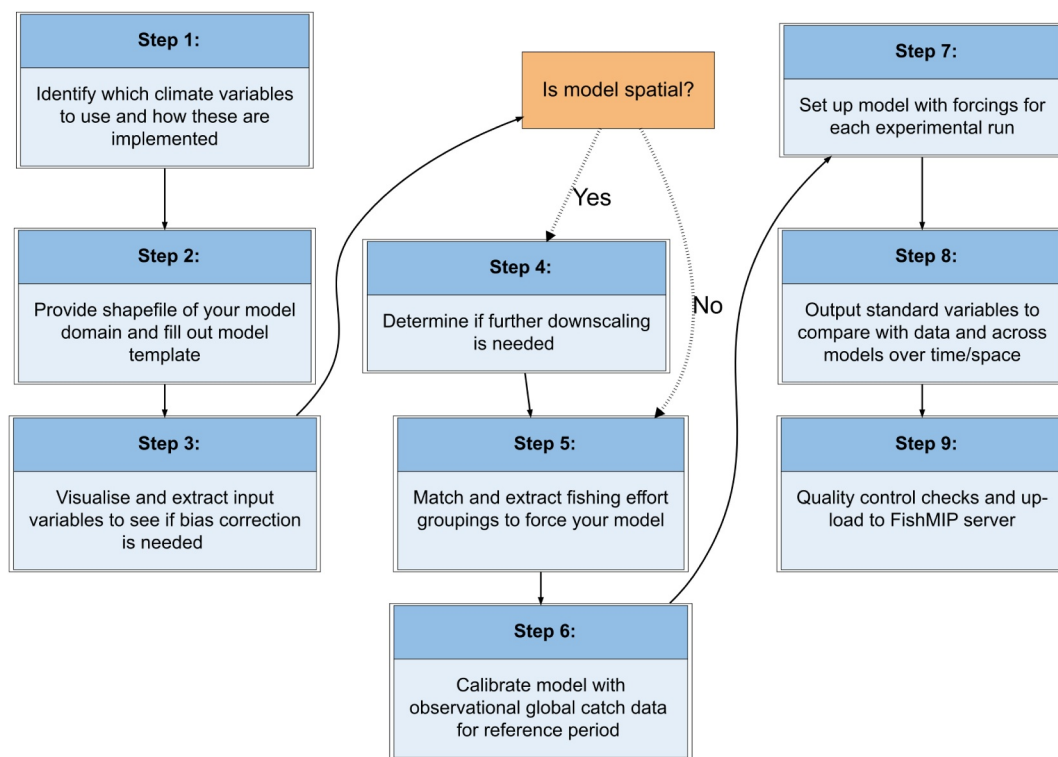 Step 1:
Identify which climate variables
to use and how these are
implemented
Step 2:
Provide shapefile of your model
domain and fill out model
template
Step 3:
Visualise and extract input
variables to see if bias correction
is needed
Is model spatial?
Yes
No
Step 4:
Determine if further downscaling
is needed
Step 5:
Match and extract fishing effort
groupings to force your model
Step 6:
Calibrate model with
observational global catch data
for reference period
Step 7:
Set up model with forcings for
each experimental run
Step 8:
Output standard variables to
compare with data and across
models over time/space
Step 9:
Quality control checks and up-
load to FishMIP server